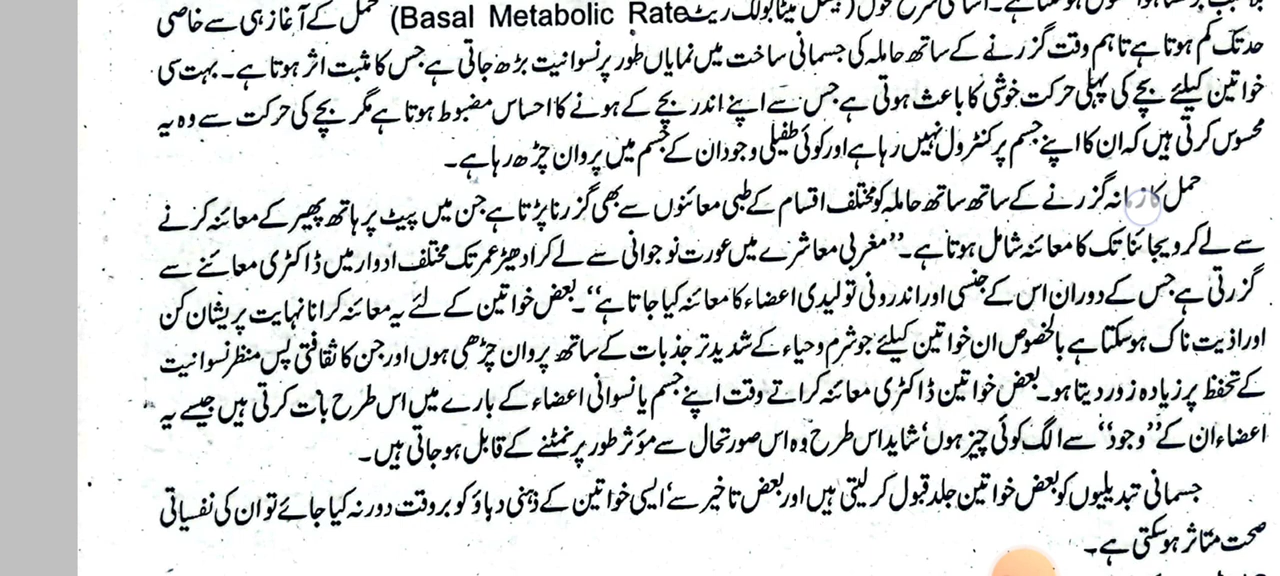 (Basal Metabolic Rate بیسل میٹابولک ریٹ) حمل کے آغاز ہی سے خاصی
حد تک کم ہوتا ہے تاہم وقت گزرنے کے ساتھ حاملہ کی جسمانی ساخت میں نمایاں طور پر نسوانیت بڑھ جاتی ہے جس کا مثبت اثر ہوتا ہے۔ بہت سی
خواتین کیلئے بچے کی پہلی حرکت خوشی کا باعث ہوتی ہے جس سے اپنے اندر بچے کے ہونے کا احساس مضبوط ہوتا ہے مگر بچے کی حرکت سے وہ یہ
محسوس کرتی ہیں کہ ان کا اپنے جسم پر کنٹرول نہیں رہا ہے اور کوئی طفیلی وجود ان کے جسم میں پروان چڑھ رہا ہے۔
حمل کا زمانہ گزرنے کے ساتھ ساتھ حاملہ کو مختلف اقسام کے طبی معائنوں سے بھی گزرنا پڑتا ہے جن میں پیٹ پر ہاتھ پھیر کے معائنہ کرنے
سے لے کر ویجائنا تک کا معائنہ شامل ہوتا ہے۔ ’’مغربی معاشرے میں عورت نوجوانی سے لے کر ادھیڑ عمر تک مختلف ادوار میں ڈاکٹری معائنے سے
گزرتی ہے جس کے دوران اس کے جنسی اور اندرونی تولیدی اعضاء کا معائنہ کیا جاتا ہے‘‘۔ بعض خواتین کے لئے یہ معائنہ کرانا نہایت پریشان کن
اور اذیت ناک ہو سکتا ہے بالخصوص ان خواتین کیلئے جو شرم و حیاء کے شدید تر جذبات کے ساتھ پروان چڑھی ہوں اور جن کا ثقافتی پس منظر نسوانیت
کے تحفظ پر زیادہ زور دیتا ہو۔ بعض خواتین ڈاکٹری معائنہ کراتے وقت اپنے جسم یا نسوانی اعضاء کے بارے میں اس طرح بات کرتی ہیں جیسے یہ
اعضاء ان کے ’’وجود‘‘ سے الگ کوئی چیز ہوں‘ شاید اس طرح وہ اس صورتحال سے مؤثر طور پر نمٹنے کے قابل ہو جاتی ہیں۔
جسمانی تبدیلیوں کو بعض خواتین جلد قبول کر لیتی ہیں اور بعض تاخیر سے‘ ایسی خواتین کے ذہنی دباؤ کو بروقت دور نہ کیا جائے تو ان کی نفسیاتی
صحت متاثر ہو سکتی ہے۔